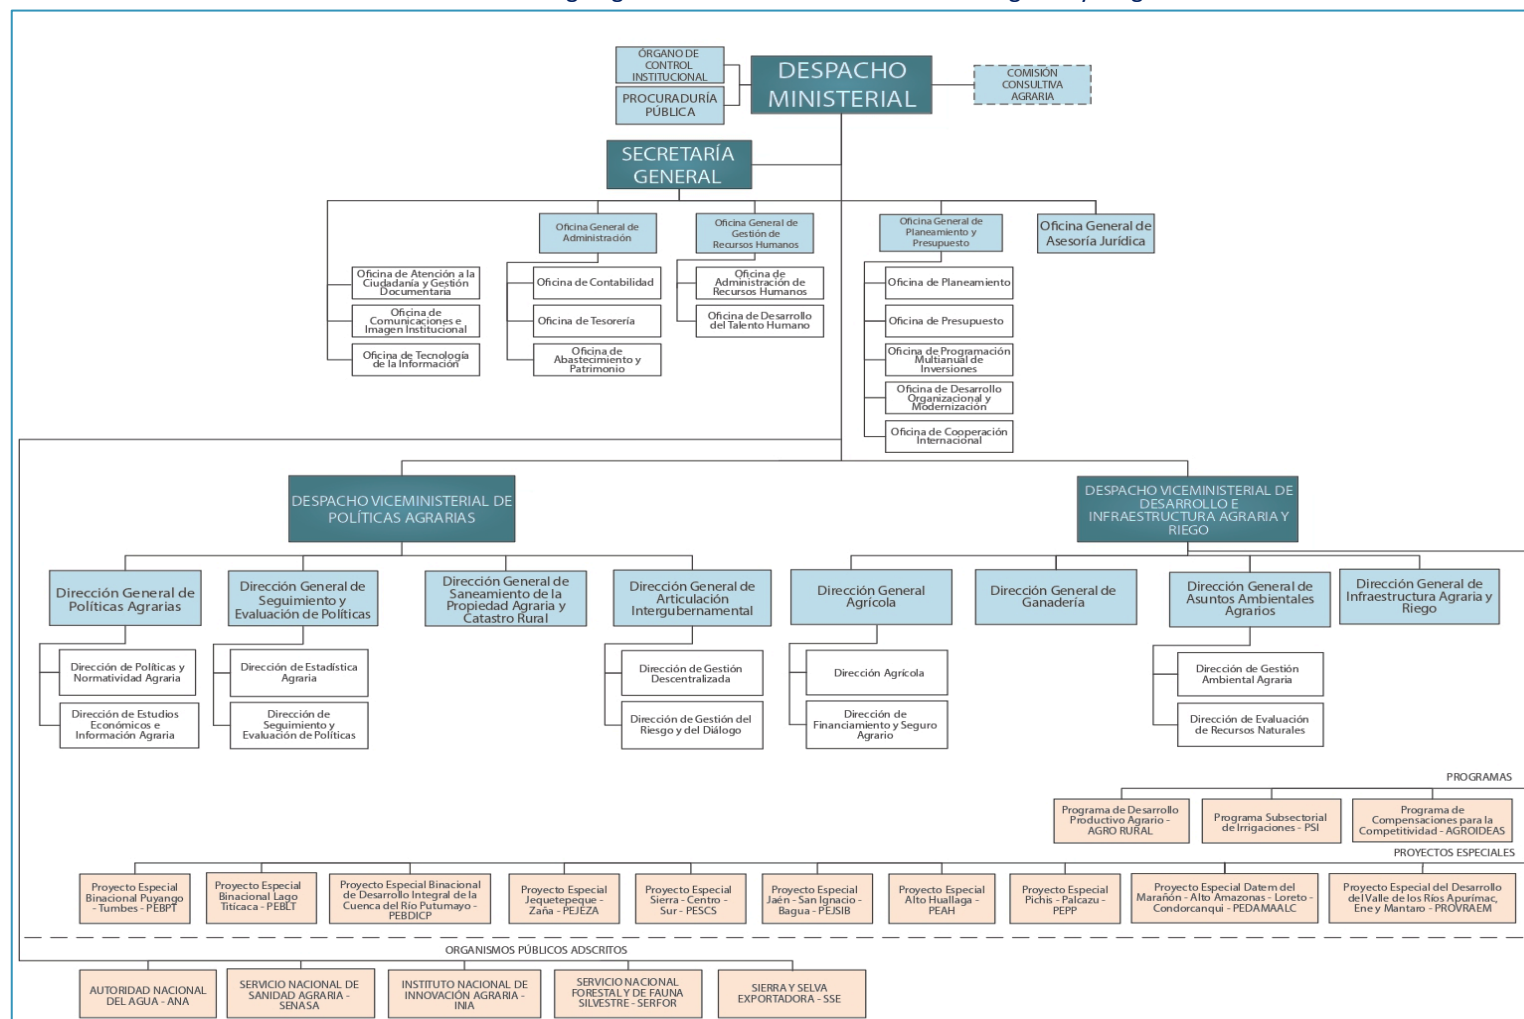 ÓRGANO DE
CONTROL
INSTITUCIONAL
PROCURADURÍA
PÚBLICA
DESPACHO
MINISTERIAL
COMISIÓN
CONSULTIVA
AGRARIA
SECRETARÍA
GENERAL
Oficina General de
Administración
Oficina General de
Gestión de
Recursos Humanos
Oficina General de
Planeamiento y
Presupuesto
Oficina General de
Asesoría Jurídica
Oficina de Atención a la
Ciudadanía y Gestión
Documentaria
Oficina de
Comunicaciones e
Imagen Institucional
Oficina de Tecnología
de la Información
Oficina de Contabilidad
Oficina de Tesorería
Oficina de
Abastecimiento y
Patrimonio
Oficina de
Administración de
Recursos Humanos
Oficina de Desarrollo
del Talento Humano
Oficina de Planeamiento
Oficina de Presupuesto
Oficina de Programación
Multianual de
Inversiones
Oficina de Desarrollo
Organizacional y
Modernización
Oficina de Cooperación
Internacional
DESPACHO VICEMINISTERIAL DE
POLÍTICAS AGRARIAS
DESPACHO VICEMINISTERIAL DE
DESARROLLO E
INFRAESTRUCTURA AGRARIA Y
RIEGO
Dirección General de
Políticas Agrarias
Dirección General de
Seguimiento y
Evaluación de Políticas
Dirección General de
Saneamiento de la
Propiedad Agraria y
Catastro Rural
Dirección General de
Articulación
Intergubernamental
Dirección General
Agrícola
Dirección General de
Ganadería
Dirección General de
Asuntos Ambientales
Agrarios
Dirección General de
Infraestructura Agraria y
Riego
Dirección de Políticas y
Normatividad Agraria
Dirección de Estudios
Económicos e
Información Agraria
Dirección de Estadística
Agraria
Dirección de
Seguimiento y
Evaluación de Políticas
Dirección de Gestión
Descentralizada
Dirección de Gestión del
Riesgo y del Diálogo
Dirección Agrícola
Dirección de
Financiamiento y Seguro
Agrario
Dirección de Gestión
Ambiental Agraria
Dirección de Evaluación
de Recursos Naturales
PROGRAMAS
Programa de Desarrollo
Productivo Agrario -
AGRO RURAL
Programa Subsectorial
de Irrigaciones - PSI
Programa de
Compensaciones para la
Competitividad - AGROIDEAS
PROYECTOS ESPECIALES
Proyecto Especial
Binacional Puyango
- Tumbes - PEBPT
Proyecto Especial
Binacional Lago
Titicaca - PEBLT
Proyecto Especial Binacional
de Desarrollo Integral de la
Cuenca del Río Putumayo -
PEBDICP
Proyecto Especial
Jequetepeque -
Zaña - PEJEZA
Proyecto Especial
Sierra - Centro -
Sur - PESCS
Proyecto Especial
Jaén - San Ignacio -
Bagua - PEJSIB
Proyecto Especial
Alto Huallaga -
PEAH
Proyecto Especial
Pichis - Palcazu -
PEPP
Proyecto Especial Datem del
Marañón - Alto Amazonas - Loreto -
Condorcanqui - PEDAMAALC
Proyecto Especial del Desarrollo
del Valle de los Ríos Apurímac,
Ene y Mantaro - PROVRAEM
ORGANISMOS PÚBLICOS ADSCRITOS
AUTORIDAD NACIONAL
DEL AGUA - ANA
SERVICIO NACIONAL DE
SANIDAD AGRARIA -
SENASA
INSTITUTO NACIONAL DE
INNOVACIÓN AGRARIA -
INIA
SERVICIO NACIONAL
FORESTAL Y DE FAUNA
SILVESTRE - SERFOR
SIERRA Y SELVA
EXPORTADORA - SSE